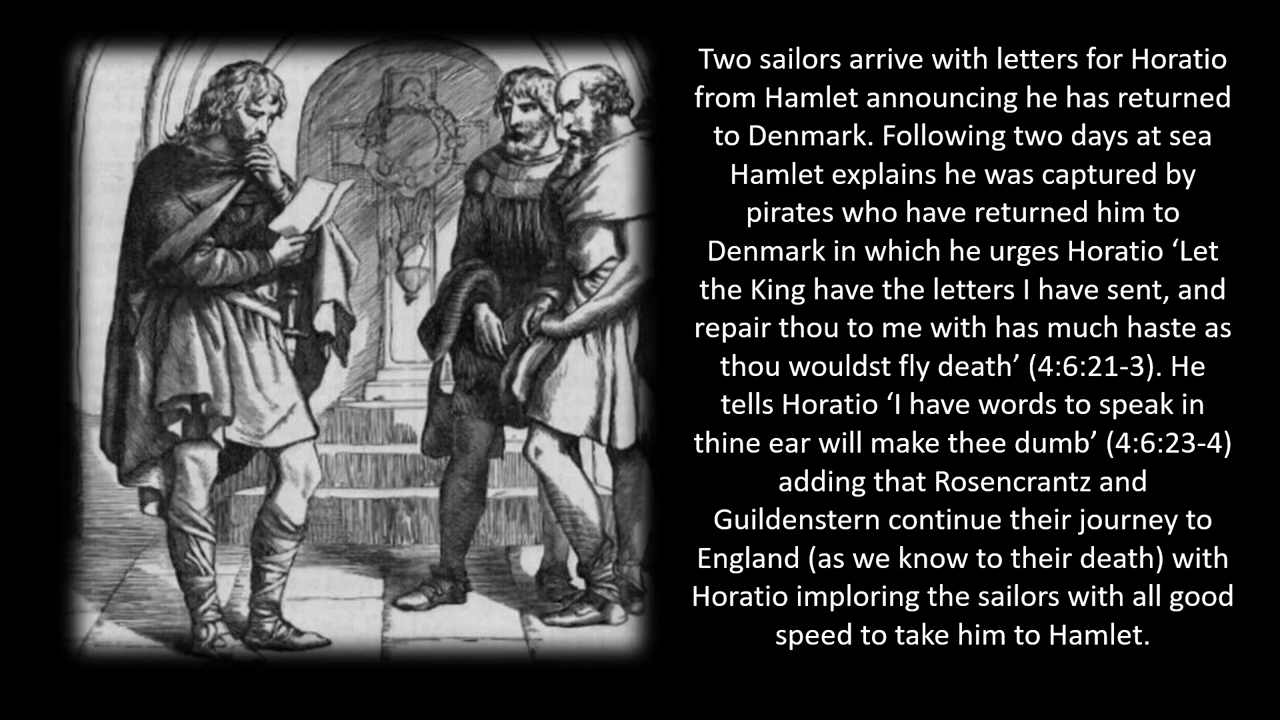 Two sailors arrive with letters for Horatio
from Hamlet announcing he has returned
to Denmark. Following two days at sea
Hamlet explains he was captured by
pirates who have returned him to
Denmark in which he urges Horatio ‘Let
the King have the letters I have sent, and
repair thou to me with has much haste as
thou wouldst fly death’ (4:6:21-3). He
tells Horatio ‘I have words to speak in
thine ear will make thee dumb’ (4:6:23-4)
adding that Rosencrantz and
Guildenstern continue their journey to
England (as we know to their death) with
Horatio imploring the sailors with all good
speed to take him to Hamlet.